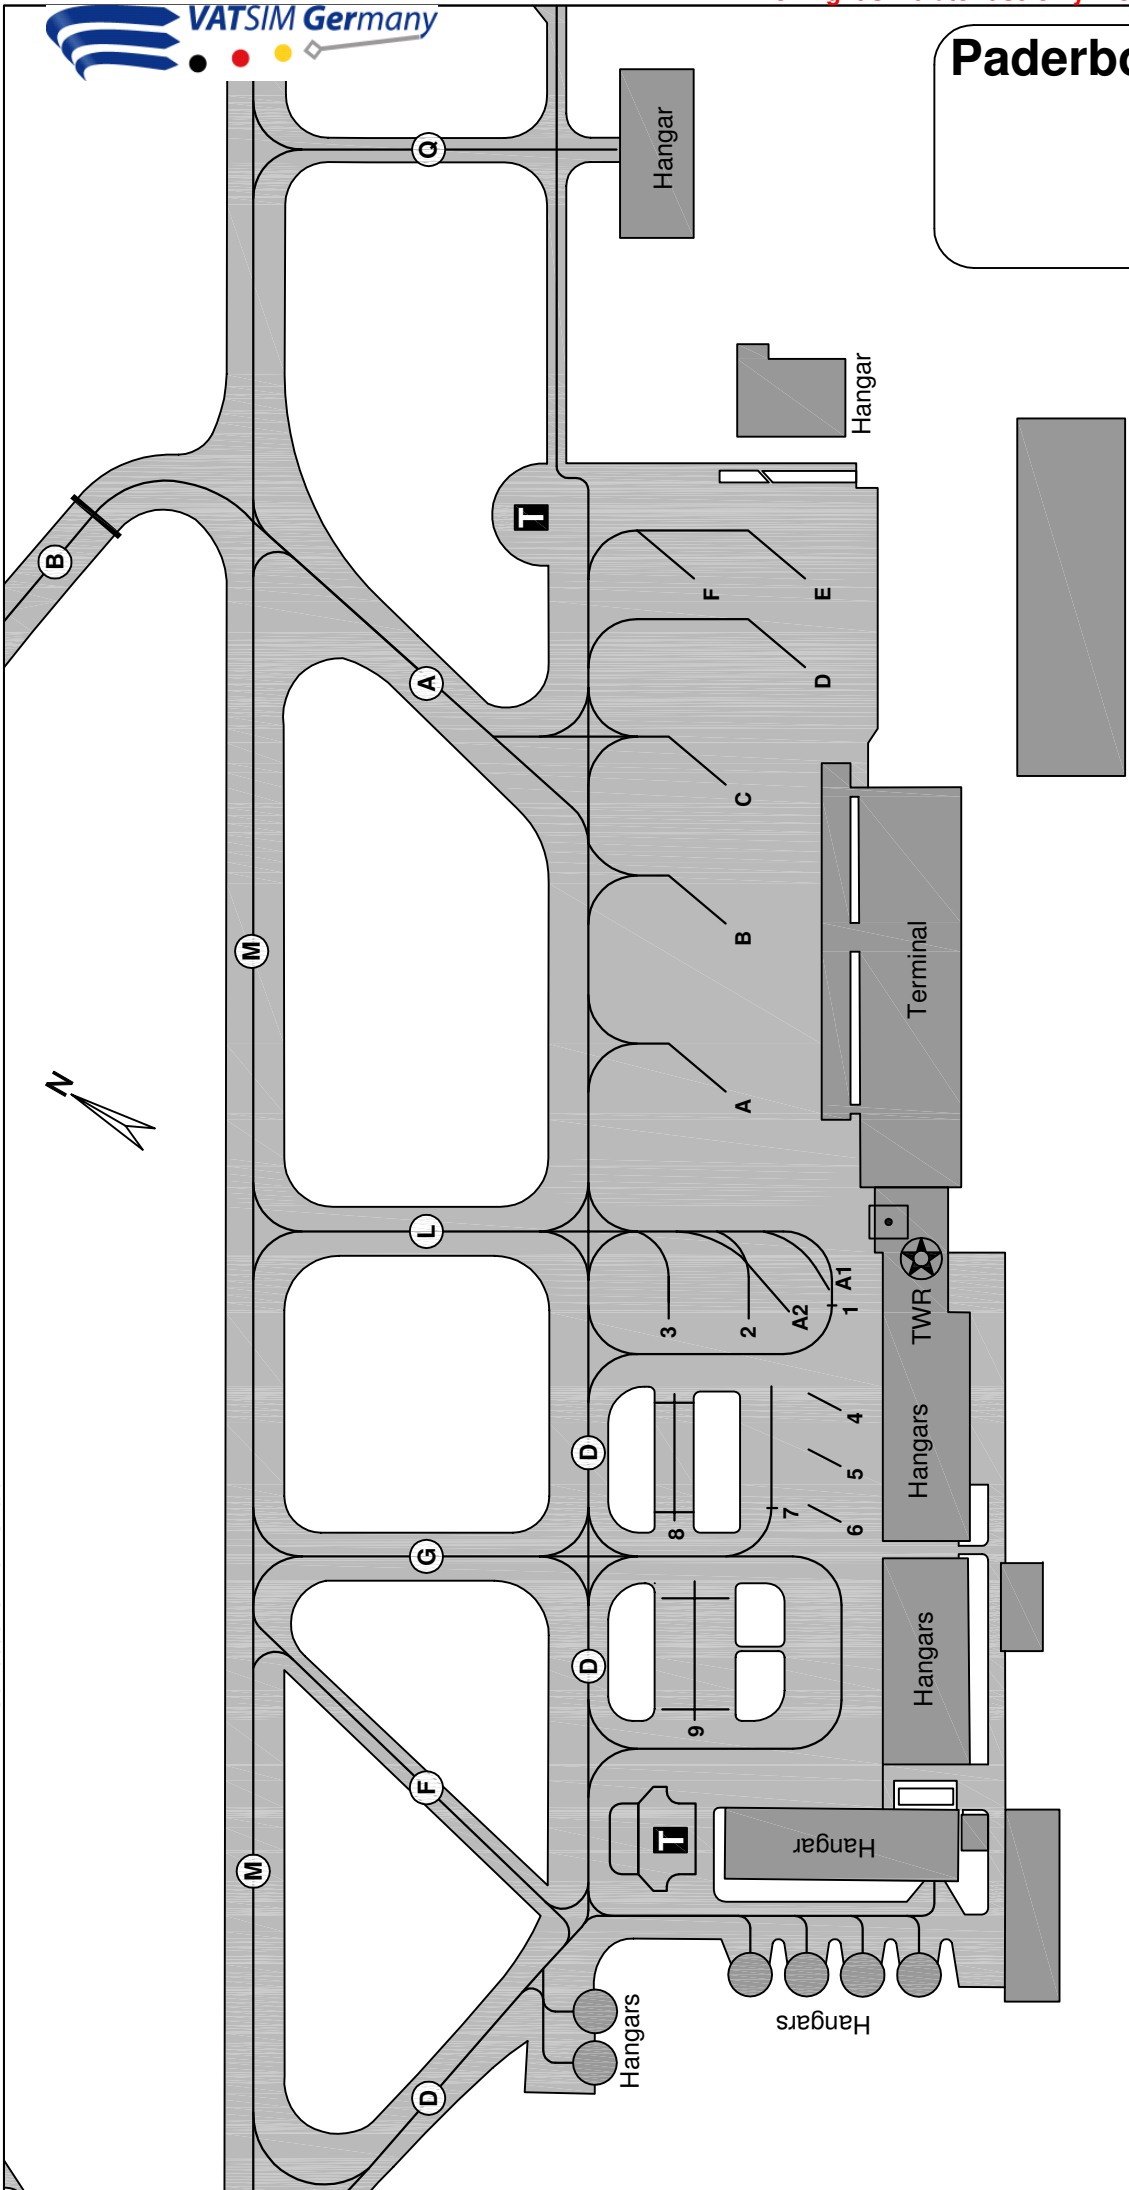 VATSIM Germany
Paderbo
Q
Hangar
Hangar
T
B
F
E
A
D
C
M
B
Terminal
N
A
L
A1
A2
1
TWR
3
2
D
4
Hangars
5
7
6
8
G
D
Hangars
9
F
T
Hangar
M
Hangars
Hangars
D